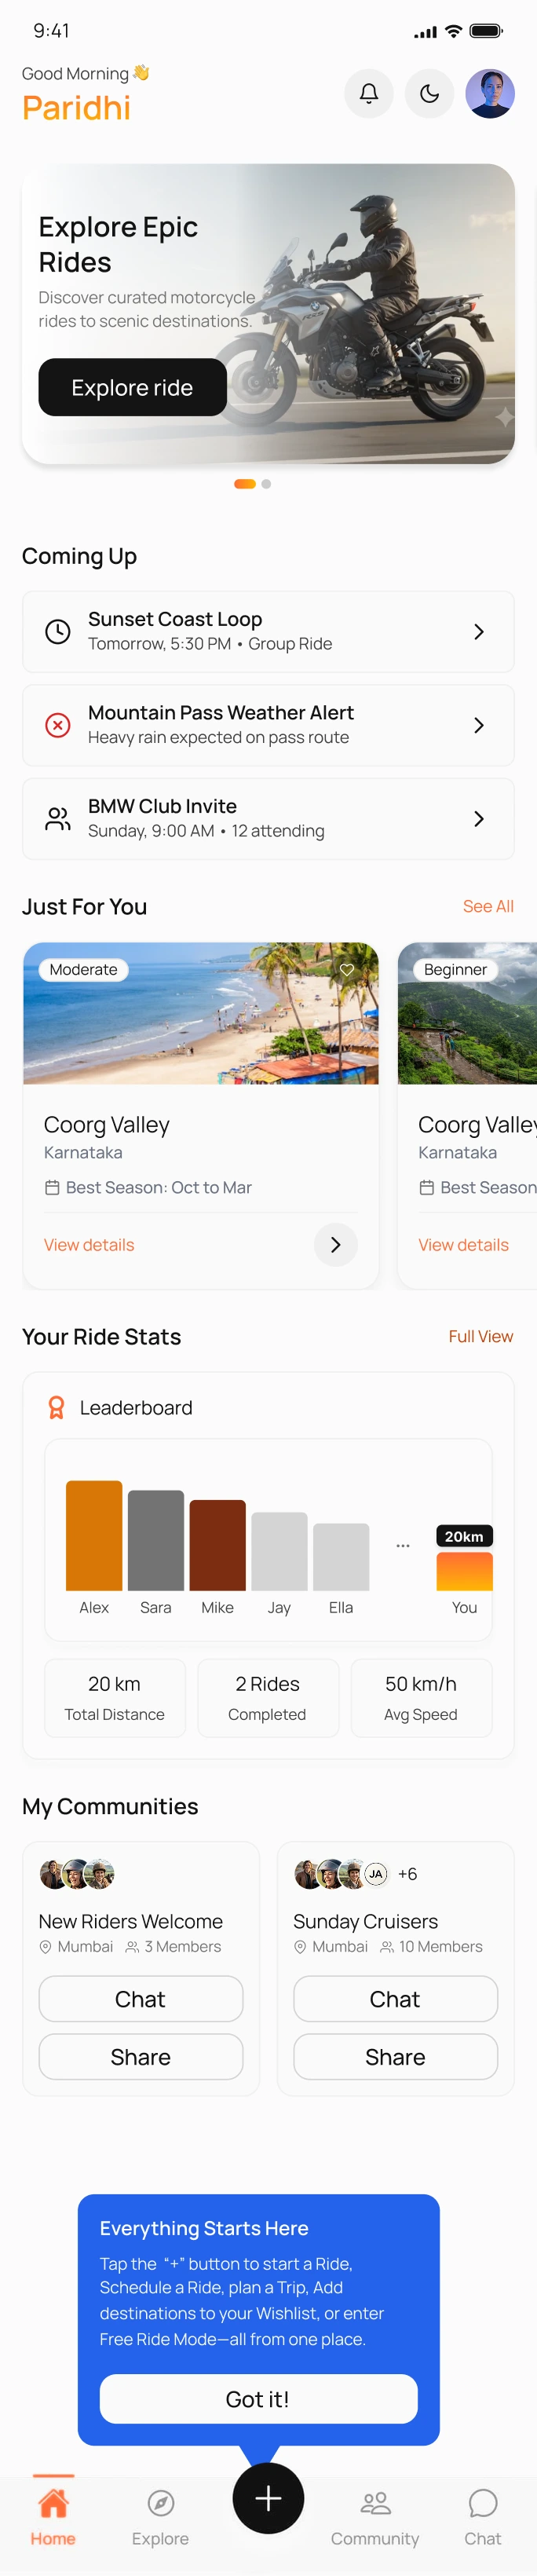 9:41
Good Morning 👋
Paridhi
Explore Epic
Rides
Discover curated motorcycle
rides to scenic destinations.
Explore ride
Coming Up
Sunset Coast Loop
Tomorrow, 5:30 PM • Group Ride
Mountain Pass Weather Alert
Heavy rain expected on pass route
BMW Club Invite
Sunday, 9:00 AM • 12 attending
Just For You
See All
Moderate
Beginner
Coorg Valley
Karnataka
Best Season: Oct to Mar
View details
Coorg Valley
Karnataka
Best Season
View details
Your Ride Stats
Full View
Leaderboard
20km
...
Alex
Sara
Mike
Jay
Ella
You
20 km
Total Distance
2 Rides
Completed
50 km/h
Avg Speed
My Communities
New Riders Welcome
Mumbai
3 Members
Chat
Share
JA
+6
Sunday Cruisers
Mumbai
10 Members
Chat
Share
Everything Starts Here
Tap the “+” button to start a Ride,
Schedule a Ride, plan a Trip, Add
destinations to your Wishlist, or enter
Free Ride Mode—all from one place.
Got it!
Home
Explore
Community
Chat